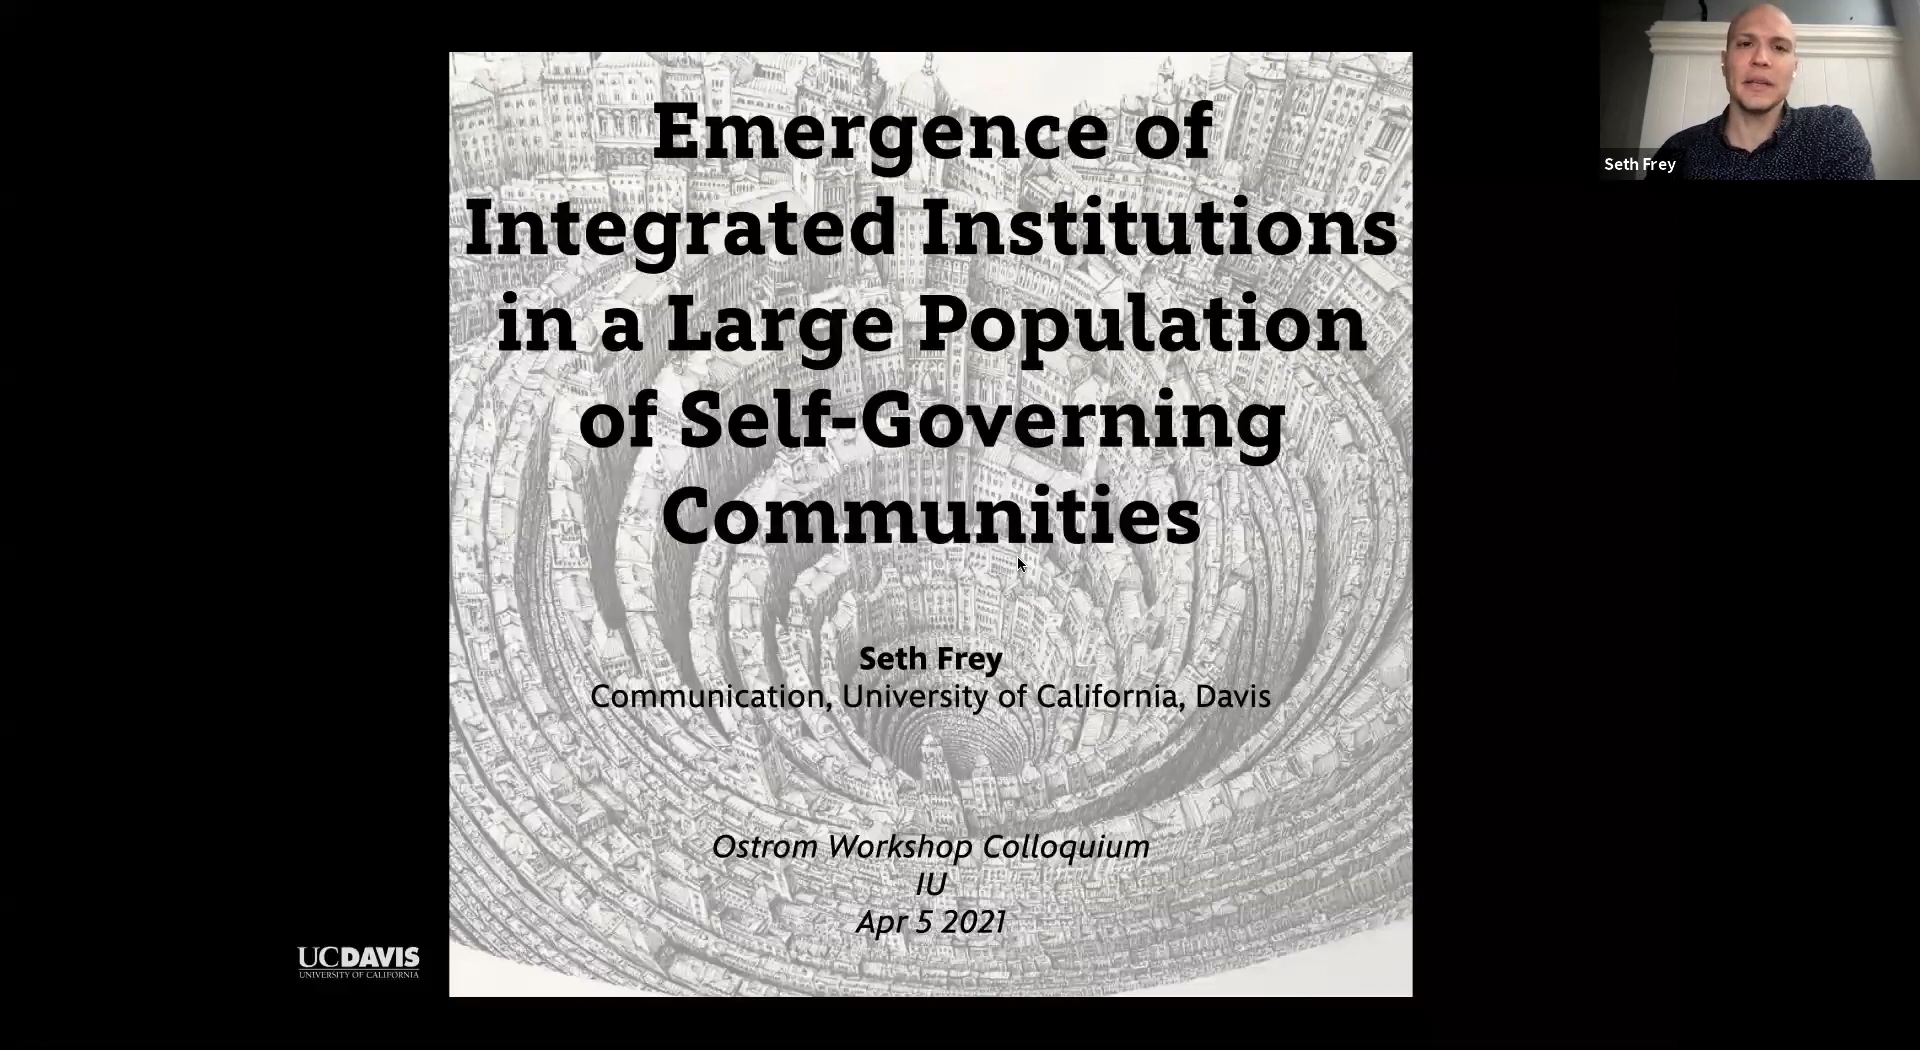 Emergence of
Integrated Institutions
in a Large Population
of Self-Governing
Communities
Seth Frey
Communication, University of California, Davis
Ostrom Workshop Colloquium
IU
Apr 5 2021
UCDAVIS
UNIVERSITY OF CALIFORNIA
Seth Frey